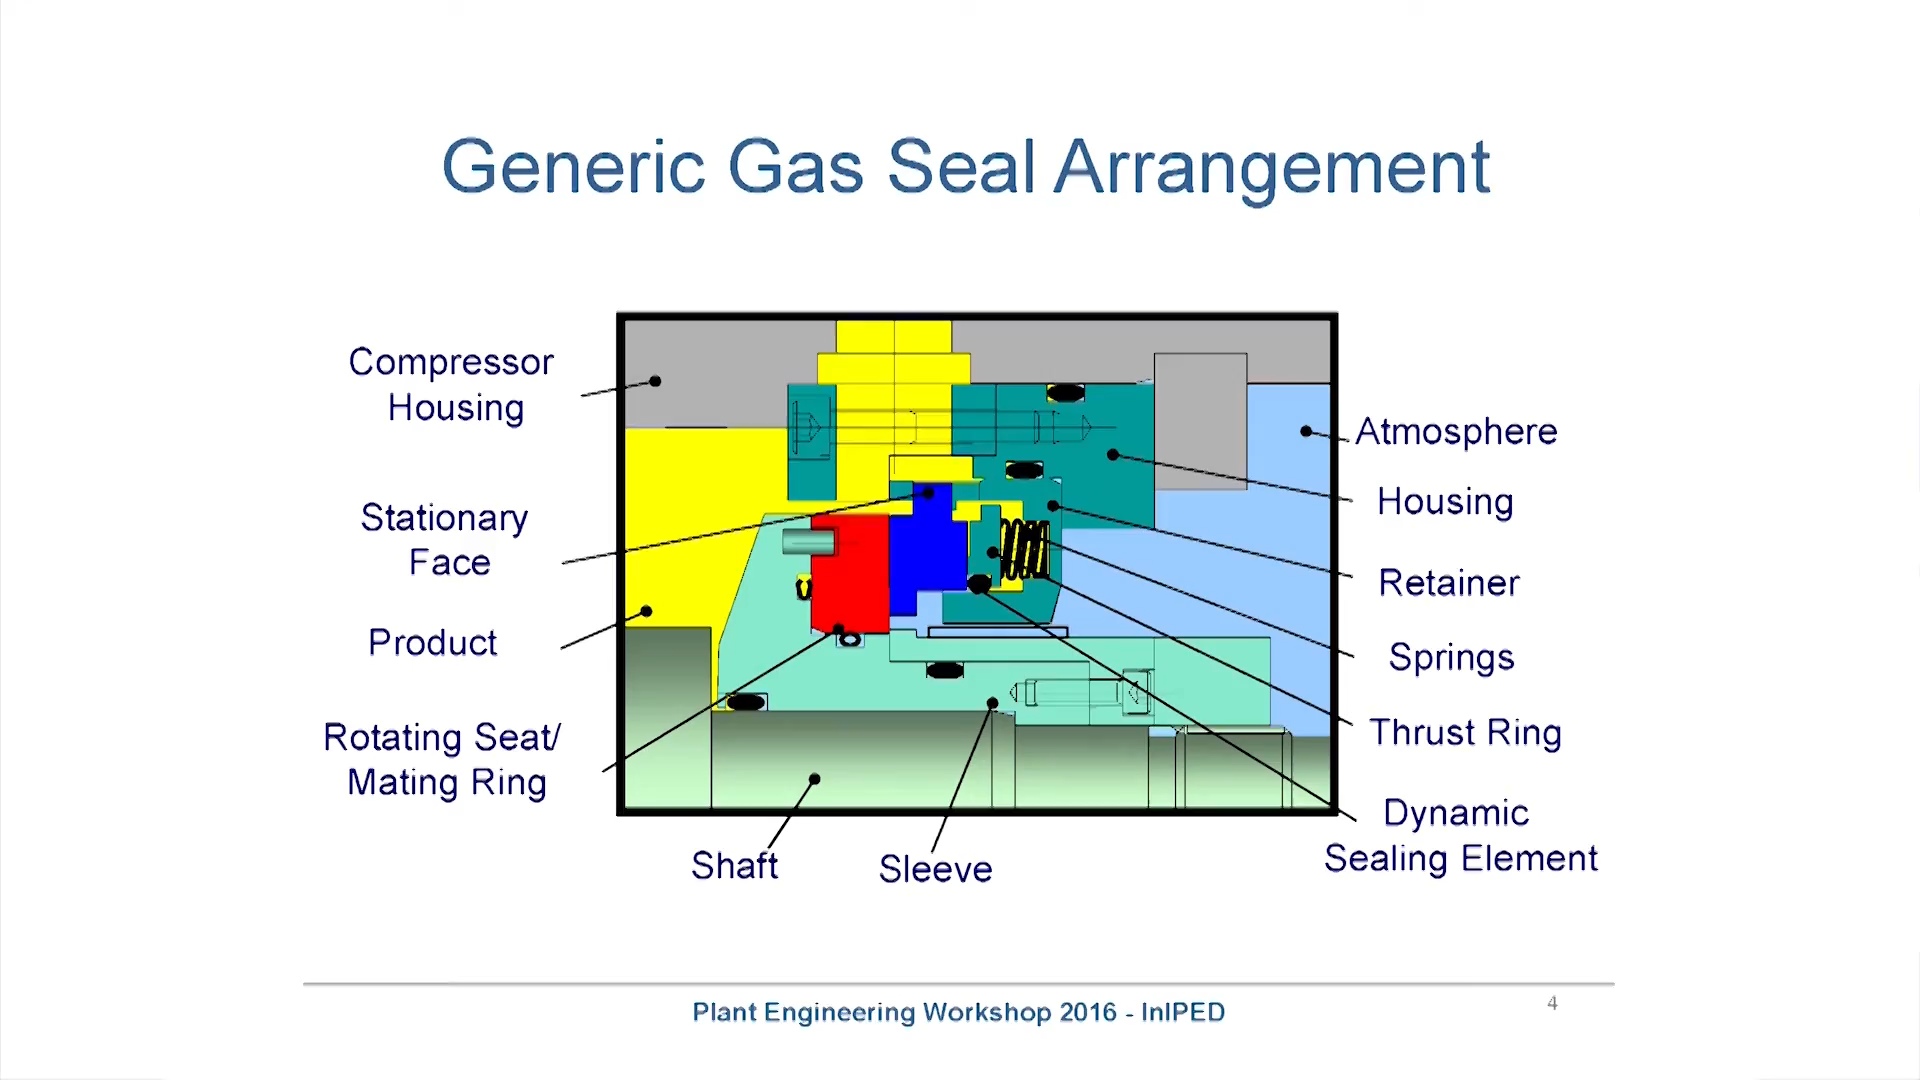 Generic Gas Seal Arrangement
Compressor
Housing
Stationary
Face
Product
Rotating Seat/
Mating Ring
Shaft
Sleeve
Atmosphere
Housing
Retainer
Springs
Thrust Ring
Dynamic
Sealing Element
Plant Engineering Workshop 2016 - InIPED
4